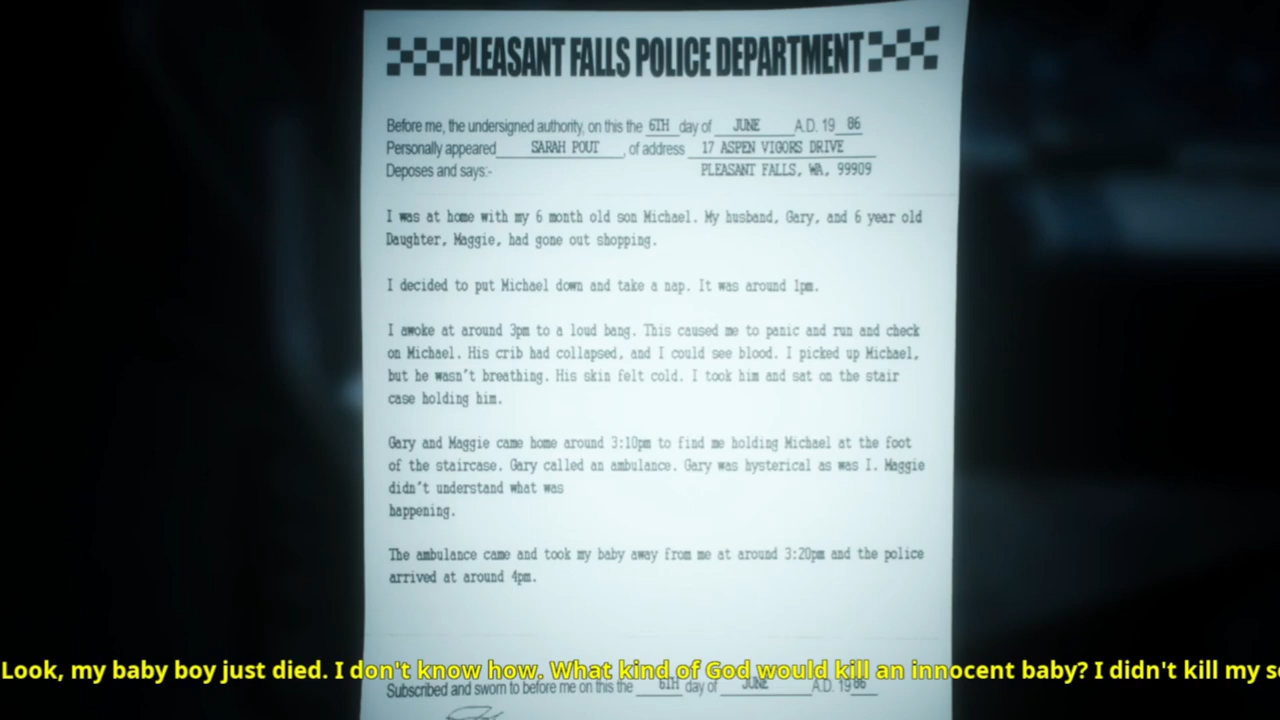 PLEASANT FALLS POLICE DEPARTMENT
Before me, the undersigned authority, on this the 6TH day of JUNE A.D. 19 86
Personally appeared SARAH POUT, of address 17 ASPEN VIGORS DRIVE
Deposes and says:- PLEASANT FALLS, WA, 99909
I was at home with my 6 month old son Michael. My husband, Gary, and 6 year old
Daughter, Maggie, had gone out shopping.
I decided to put Michael down and take a nap. It was around 1pm.
I awoke at around 3pm to a loud bang. This caused me to panic and run and check
on Michael. His crib had collapsed, and I could see blood. I picked up Michael,
but he wasn't breathing. His skin felt cold. I took him and sat on the stair
case holding him.
Gary and Maggie came home around 3:10pm to find me holding Michael at the foot
of the staircase. Gary called an ambulance. Gary was hysterical as was I. Maggie
didn't understand what was
happening.
The ambulance came and took my baby away from me at around 3:20pm and the police
arrived at around 4pm.
Look, my baby boy just died. I don't know how. What kind of God would kill an innocent baby? I didn't kill my s
Subscribed and sworn to before me on this the 6TH day of JUNE A.D. 19 86